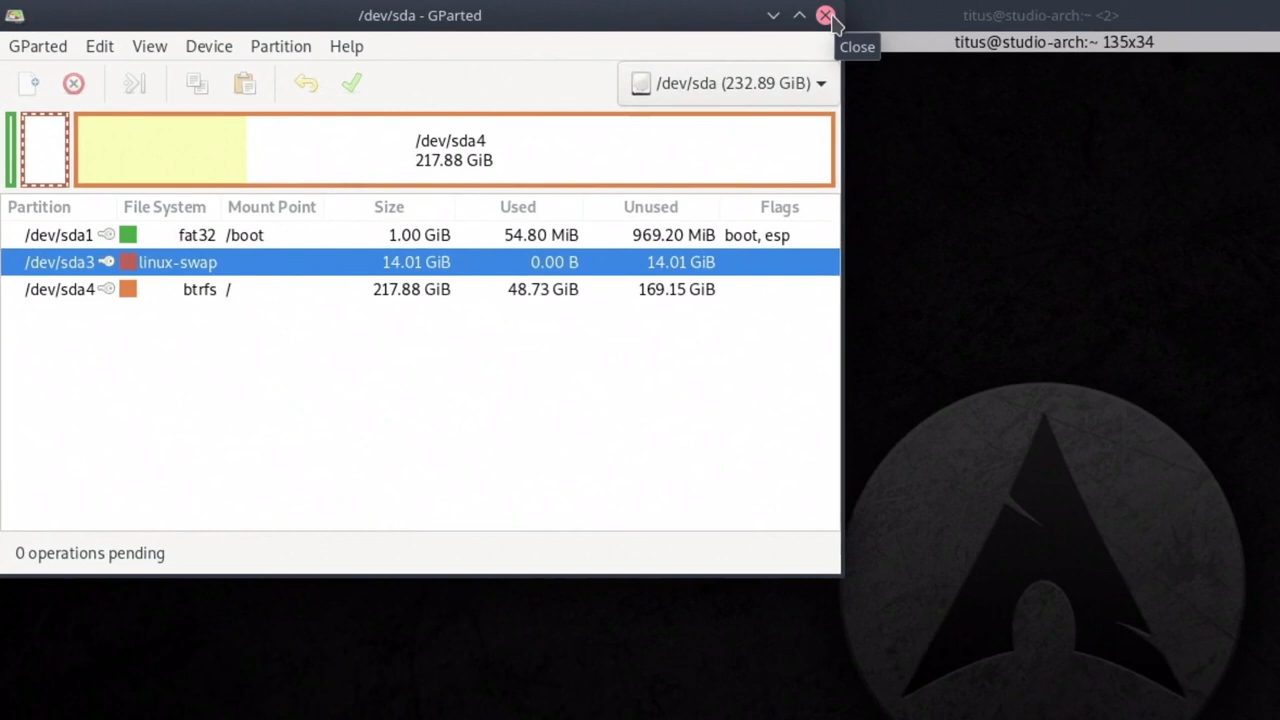 /dev/sda - GParted
titus@studio-arch:~ <2>
GParted Edit View Device Partition Help
Close
titus@studio-arch:~ 135x34
/dev/sda (232.89 GiB)
/dev/sda4
217.88 GiB
Partition File System Mount Point Size Used Unused Flags
/dev/sda1 fat32 /boot 1.00 GiB 54.80 MiB 969.20 MiB boot, esp
/dev/sda3 linux-swap 14.01 GiB 0.00 B 14.01 GiB
/dev/sda4 btrfs / 217.88 GiB 48.73 GiB 169.15 GiB
0 operations pending